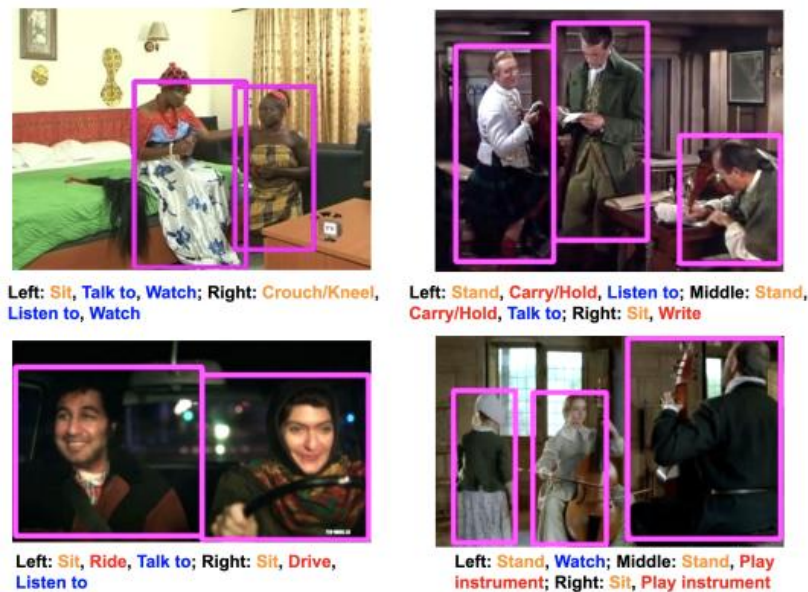 Left: Sit, Talk to, Watch; Right: Crouch/Kneel,
Listen to, Watch
Left: Stand, Carry/Hold, Listen to; Middle: Stand,
Carry/Hold, Talk to; Right: Sit, Write
Left: Sit, Ride, Talk to; Right: Sit, Drive,
Listen to
Left: Stand, Watch; Middle: Stand, Play
instrument; Right: Sit, Play instrument